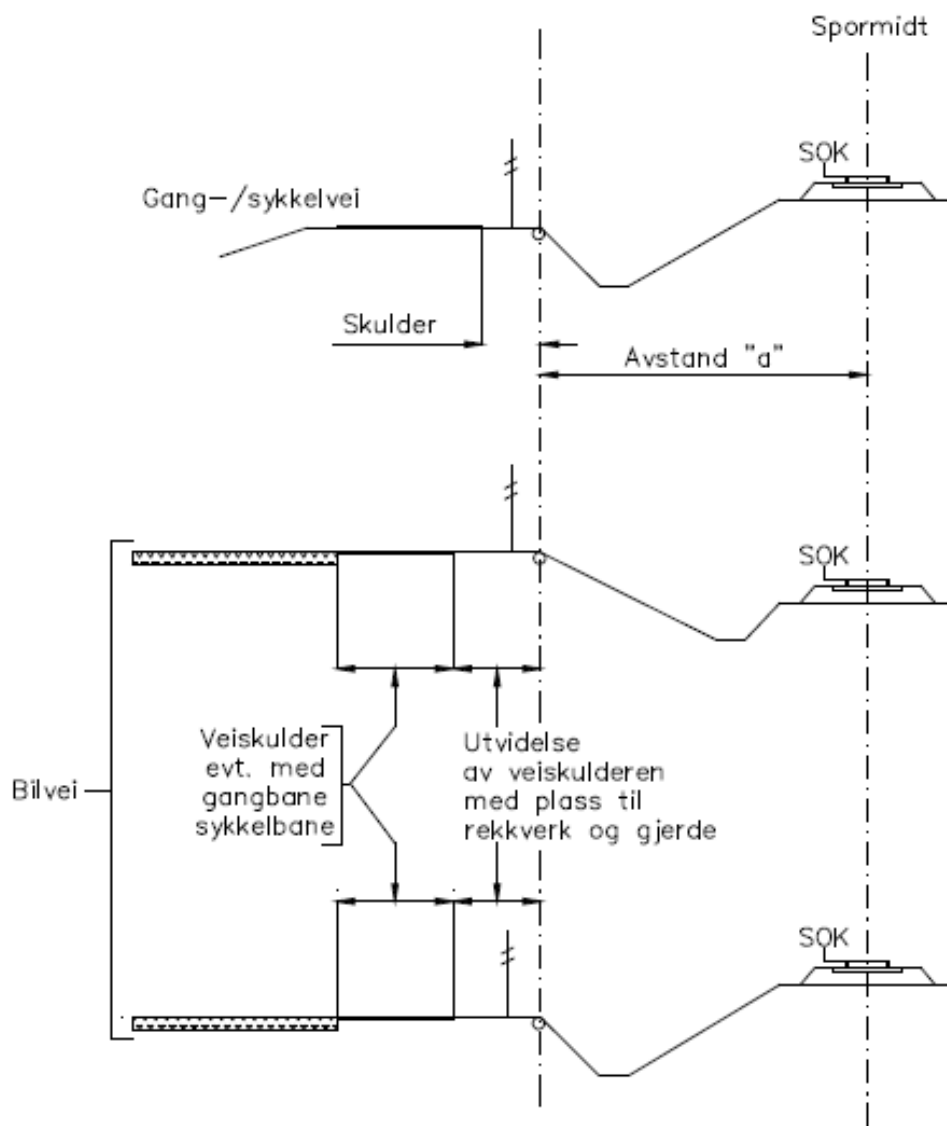 Spormidt
SOK
Gang-/sykkelvei
Skulder
Avstand "a"
SOK
Veiskulder
evt. med
gangbane
sykkelbane
Utvidelse
av veiskulderen
med plass til
rekkverk og gjerde
Bilvei
SOK